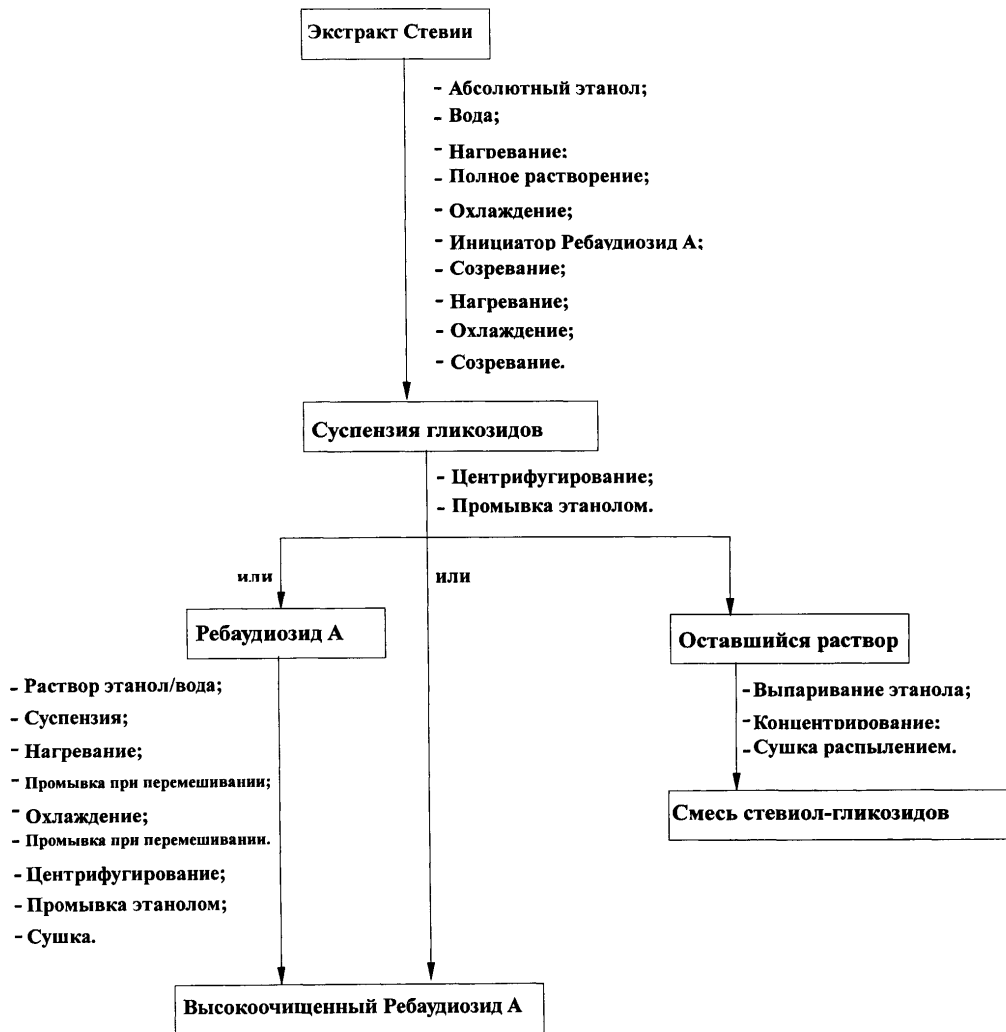 Экстракт Стевии
- Абсолютный этанол;
- Вода;
- Нагревание:
- Полное растворение;
- Охлаждение;
- Инициатор Ребаудиозид А;
- Созревание;
- Нагревание;
- Охлаждение;
- Созревание.
Суспензия гликозидов
- Центрифугирование;
- Промывка этанолом.
или
или
Ребаудиозид А
- Раствор этанол/вода;
- Суспензия;
- Нагревание;
- Промывка при перемешивании;
- Охлаждение;
- Промывка при перемешивании.
- Центрифугирование;
- Промывка этанолом;
- Сушка.
Оставшийся раствор
- Выпаривание этанола;
- Концентрирование:
- Сушка распылением.
Смесь стевиол-гликозидов
Высокоочищенный Ребаудиозид А